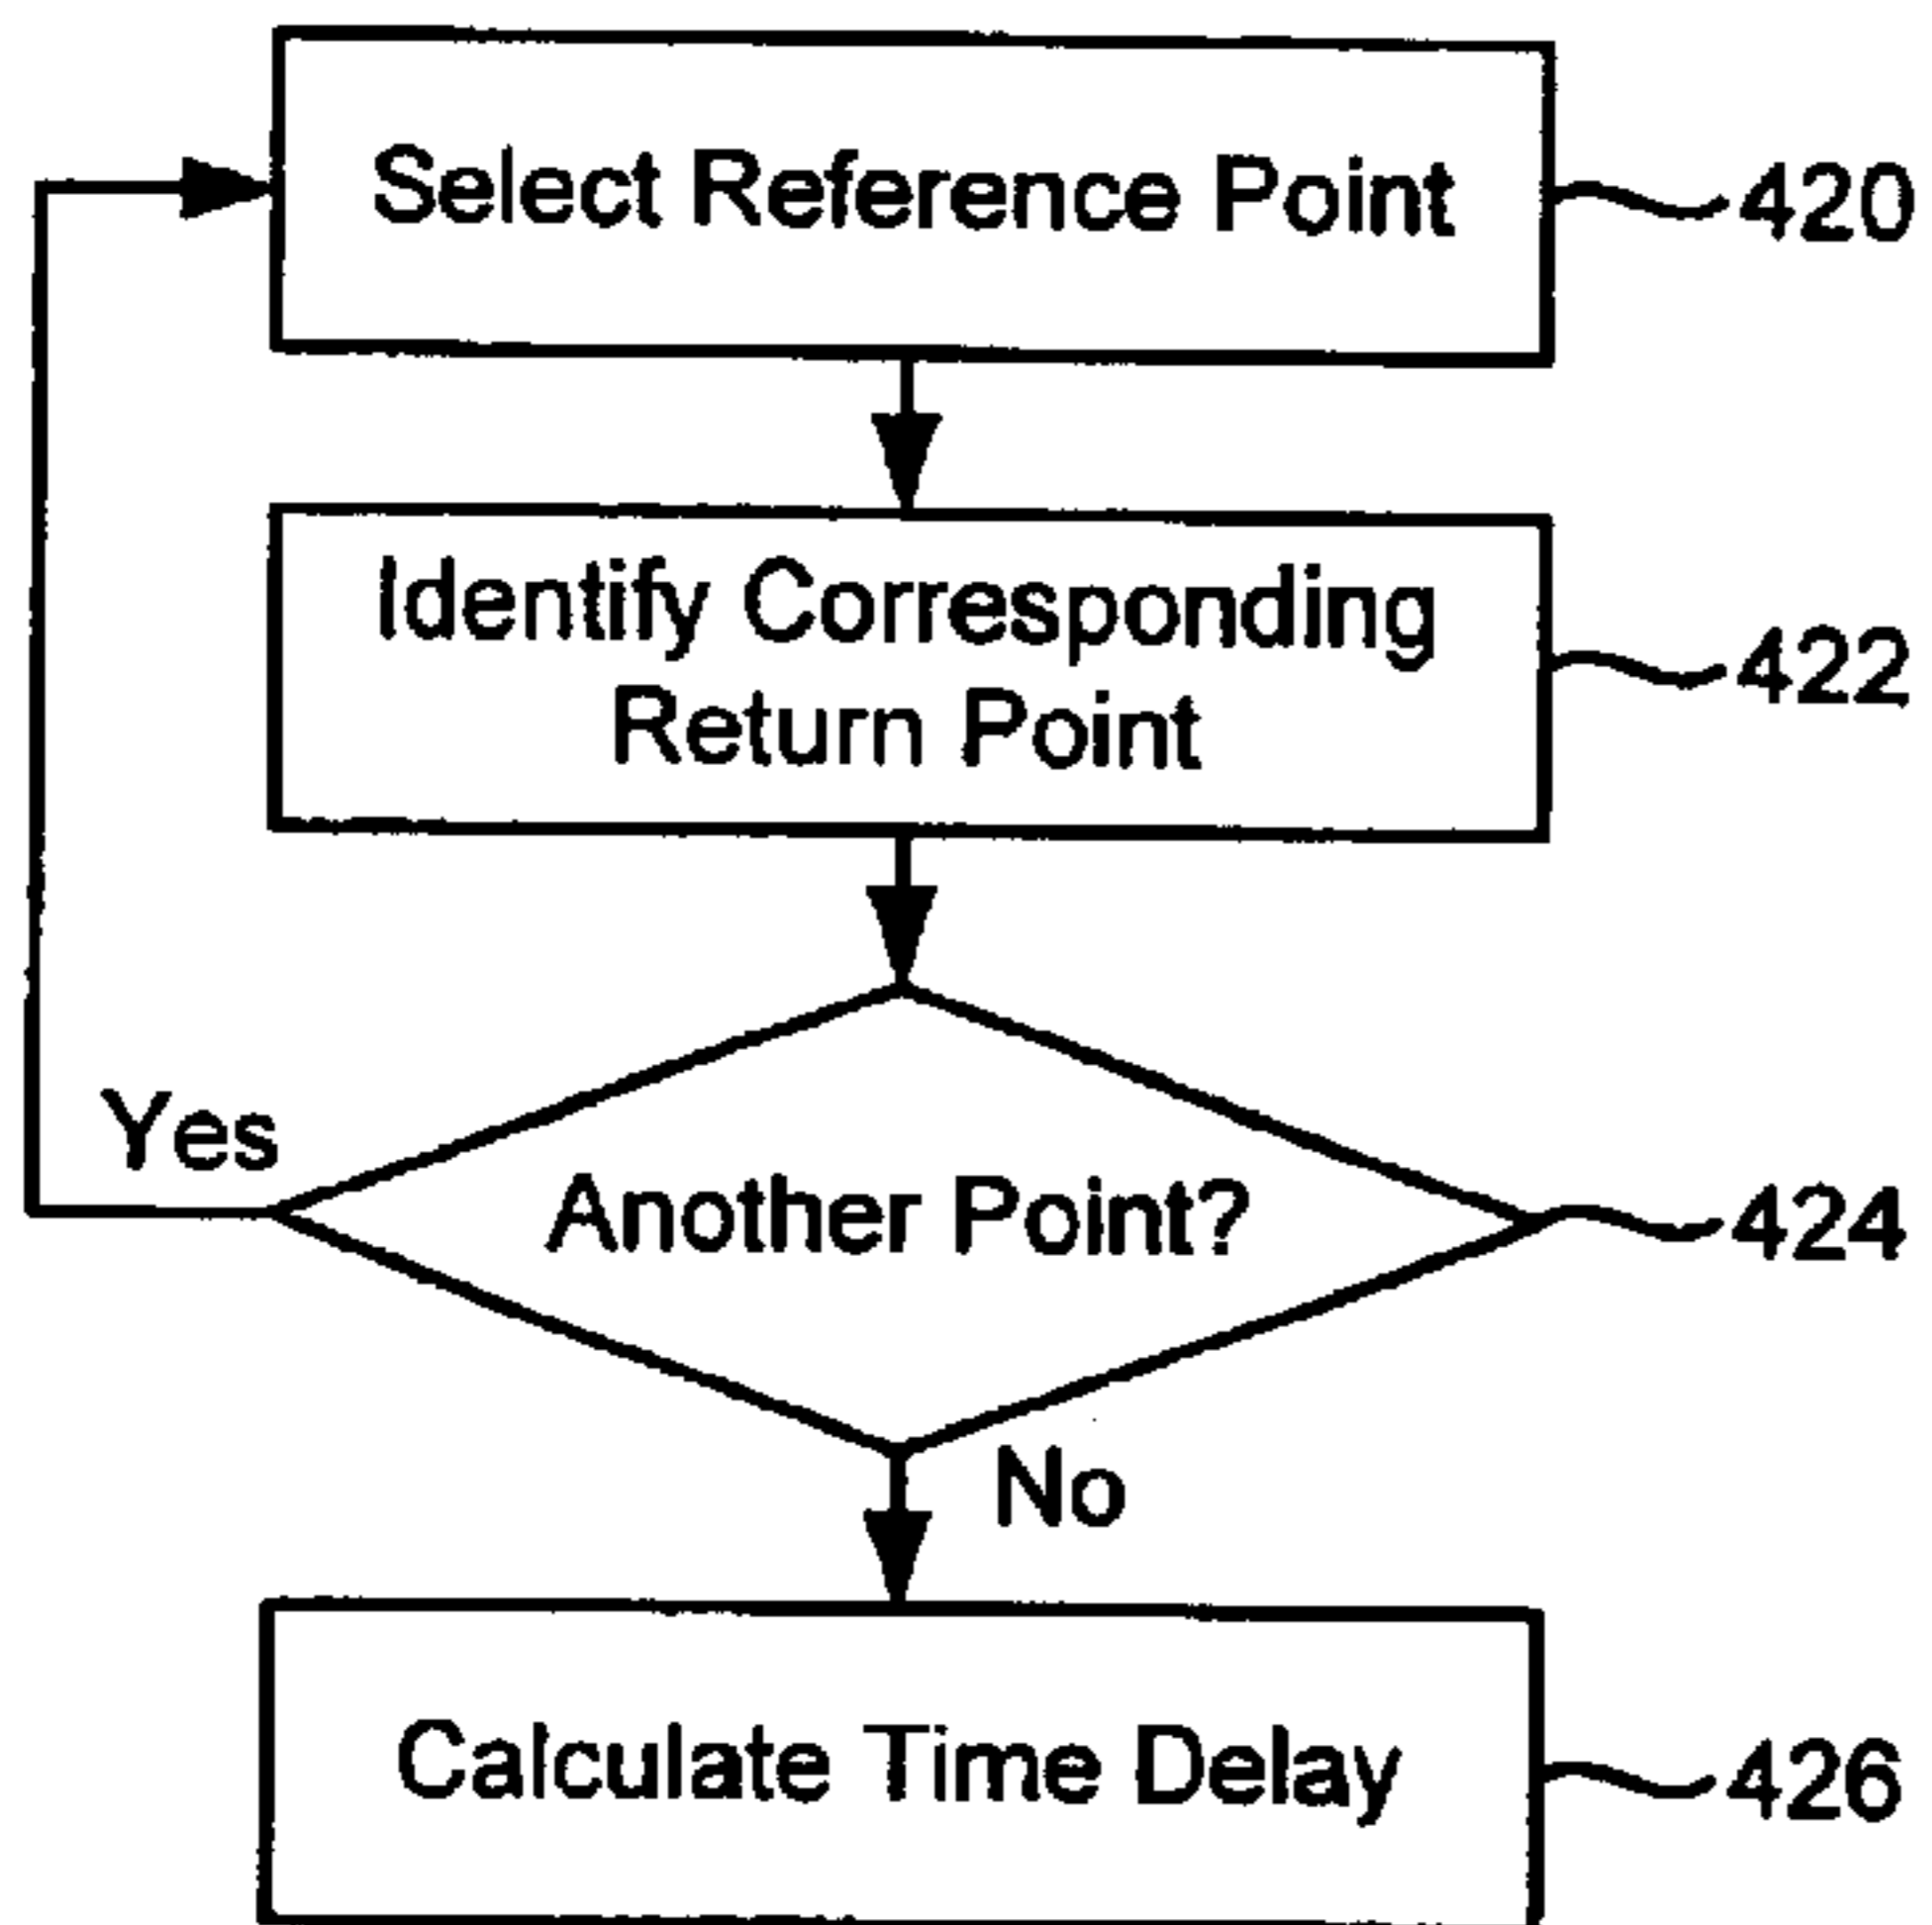 Select Reference Point
420
Identify Corresponding
Return Point
422
Yes
Another Point?
424
No
Calculate Time Delay
426